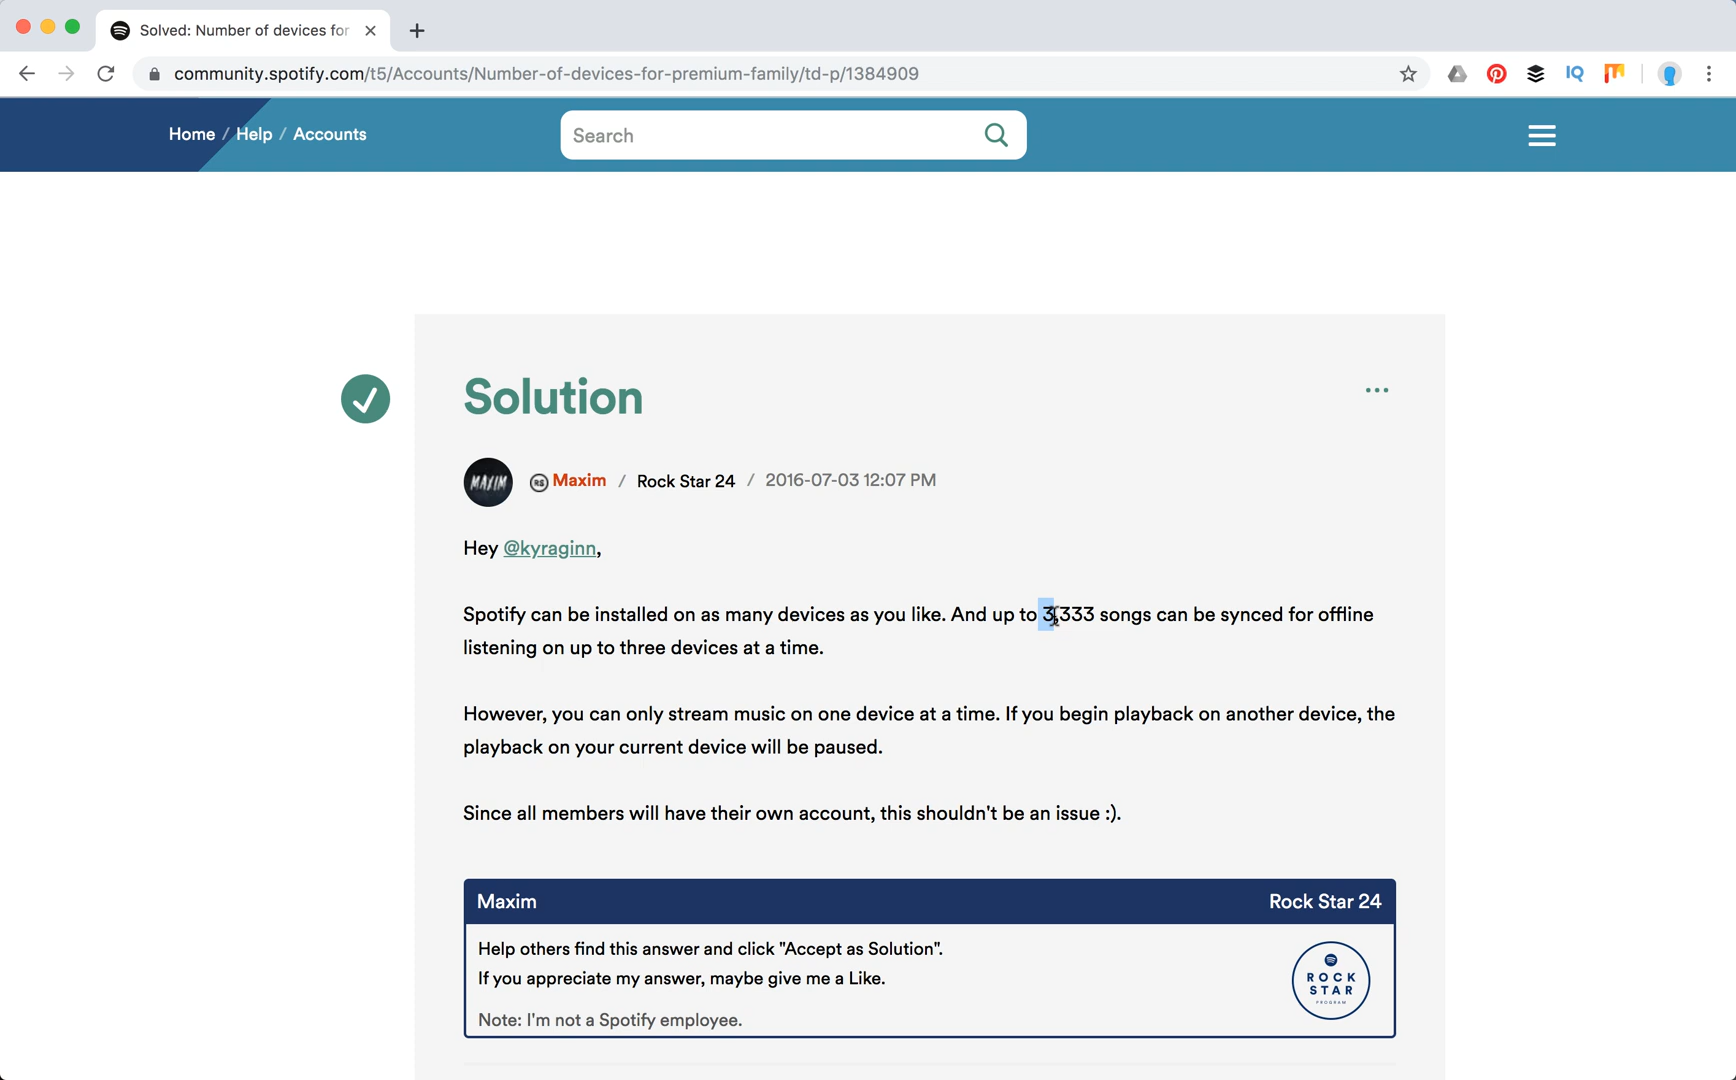 Solved: Number of devices for
community.spotify.com/t5/Accounts/Number-of-devices-for-premium-family/td-p/1384909
IQ
Home / Help / Accounts
Search
Solution
MAXIM
RS Maxim / Rock Star 24 / 2016-07-03 12:07 PM
Hey @kyraginn,
Spotify can be installed on as many devices as you like. And up to 3,333 songs can be synced for offline
listening on up to three devices at a time.
However, you can only stream music on one device at a time. If you begin playback on another device, the
playback on your current device will be paused.
Since all members will have their own account, this shouldn't be an issue :).
Maxim
Rock Star 24
Help others find this answer and click "Accept as Solution".
If you appreciate my answer, maybe give me a Like.
Note: I'm not a Spotify employee.
ROCK
STAR
PROGRAM